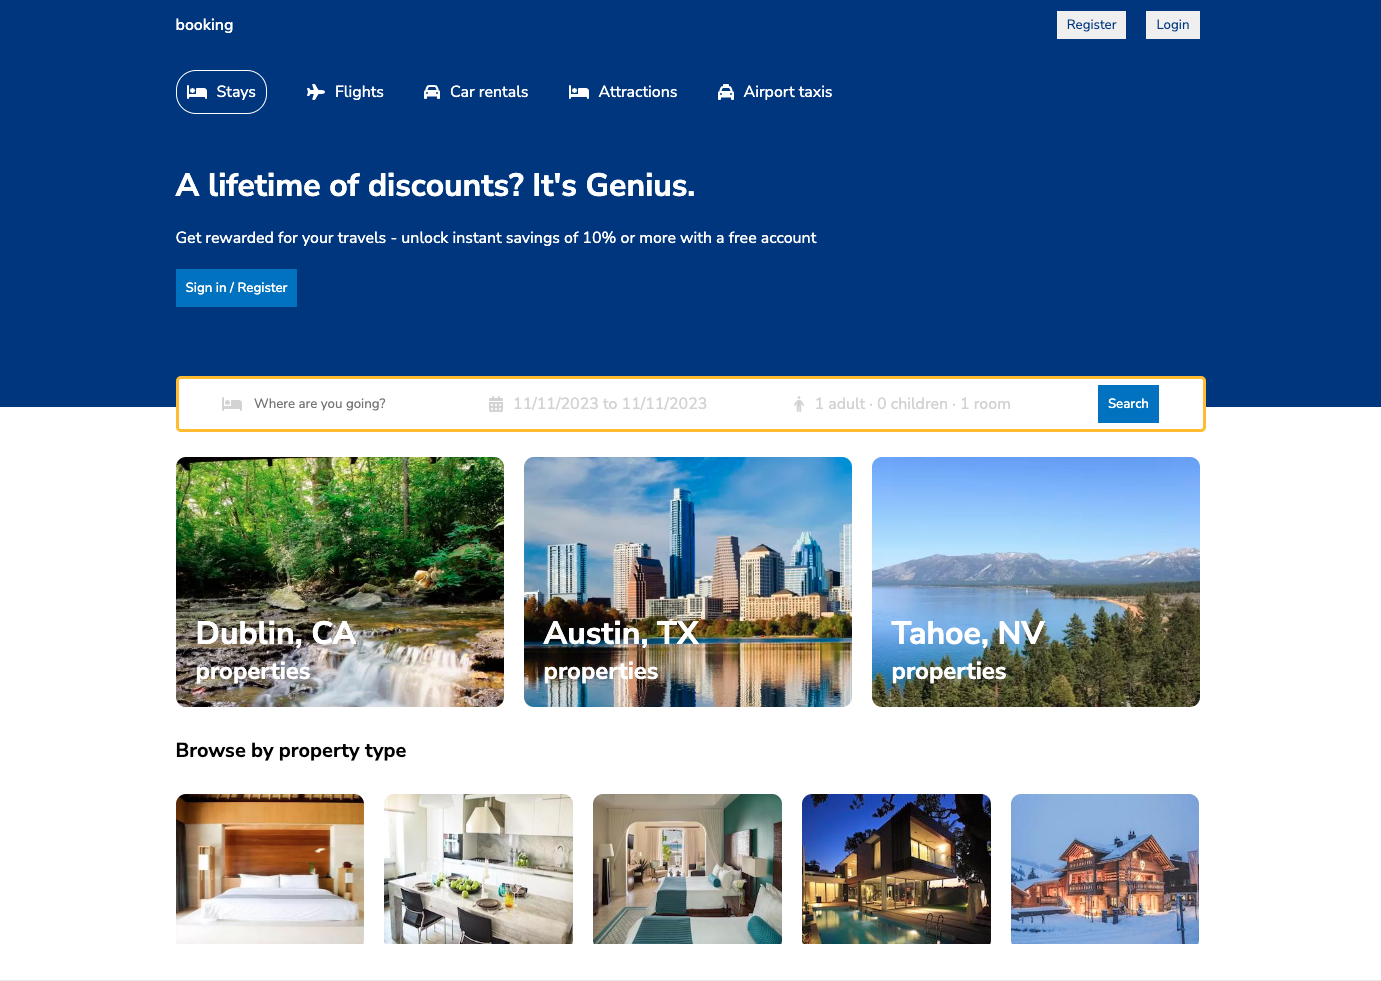 booking
Register
Login
Stays
Flights
Car rentals
Attractions
Airport taxis
A lifetime of discounts? It's Genius.
Get rewarded for your travels - unlock instant savings of 10% or more with a free account
Sign in / Register
Where are you going?
11/11/2023 to 11/11/2023
1 adult · 0 children · 1 room
Search
Dublin, CA
properties
Austin, TX
properties
Tahoe, NV
properties
Browse by property type